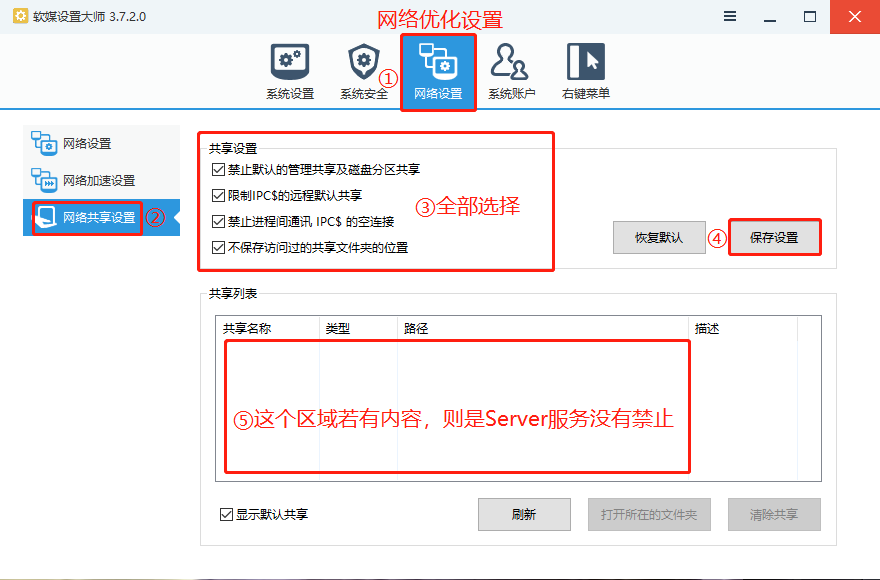 软媒设置大师 3.7.2.0
网络优化设置
系统设置
系统安全
①
网络设置
系统账户
右键菜单
网络设置
网络加速设置
网络共享设置
②
共享设置
禁止默认的管理共享及磁盘分区共享
限制IPC$的远程默认共享
禁止进程间通讯 IPC$ 的空连接
不保存访问过的共享文件夹的位置
③全部选择
恢复默认
④
保存设置
共享列表
共享名称 类型 路径 描述
⑤这个区域若有内容，则是Server服务没有禁止
显示默认共享
刷新
打开所在的文件夹
清除共享